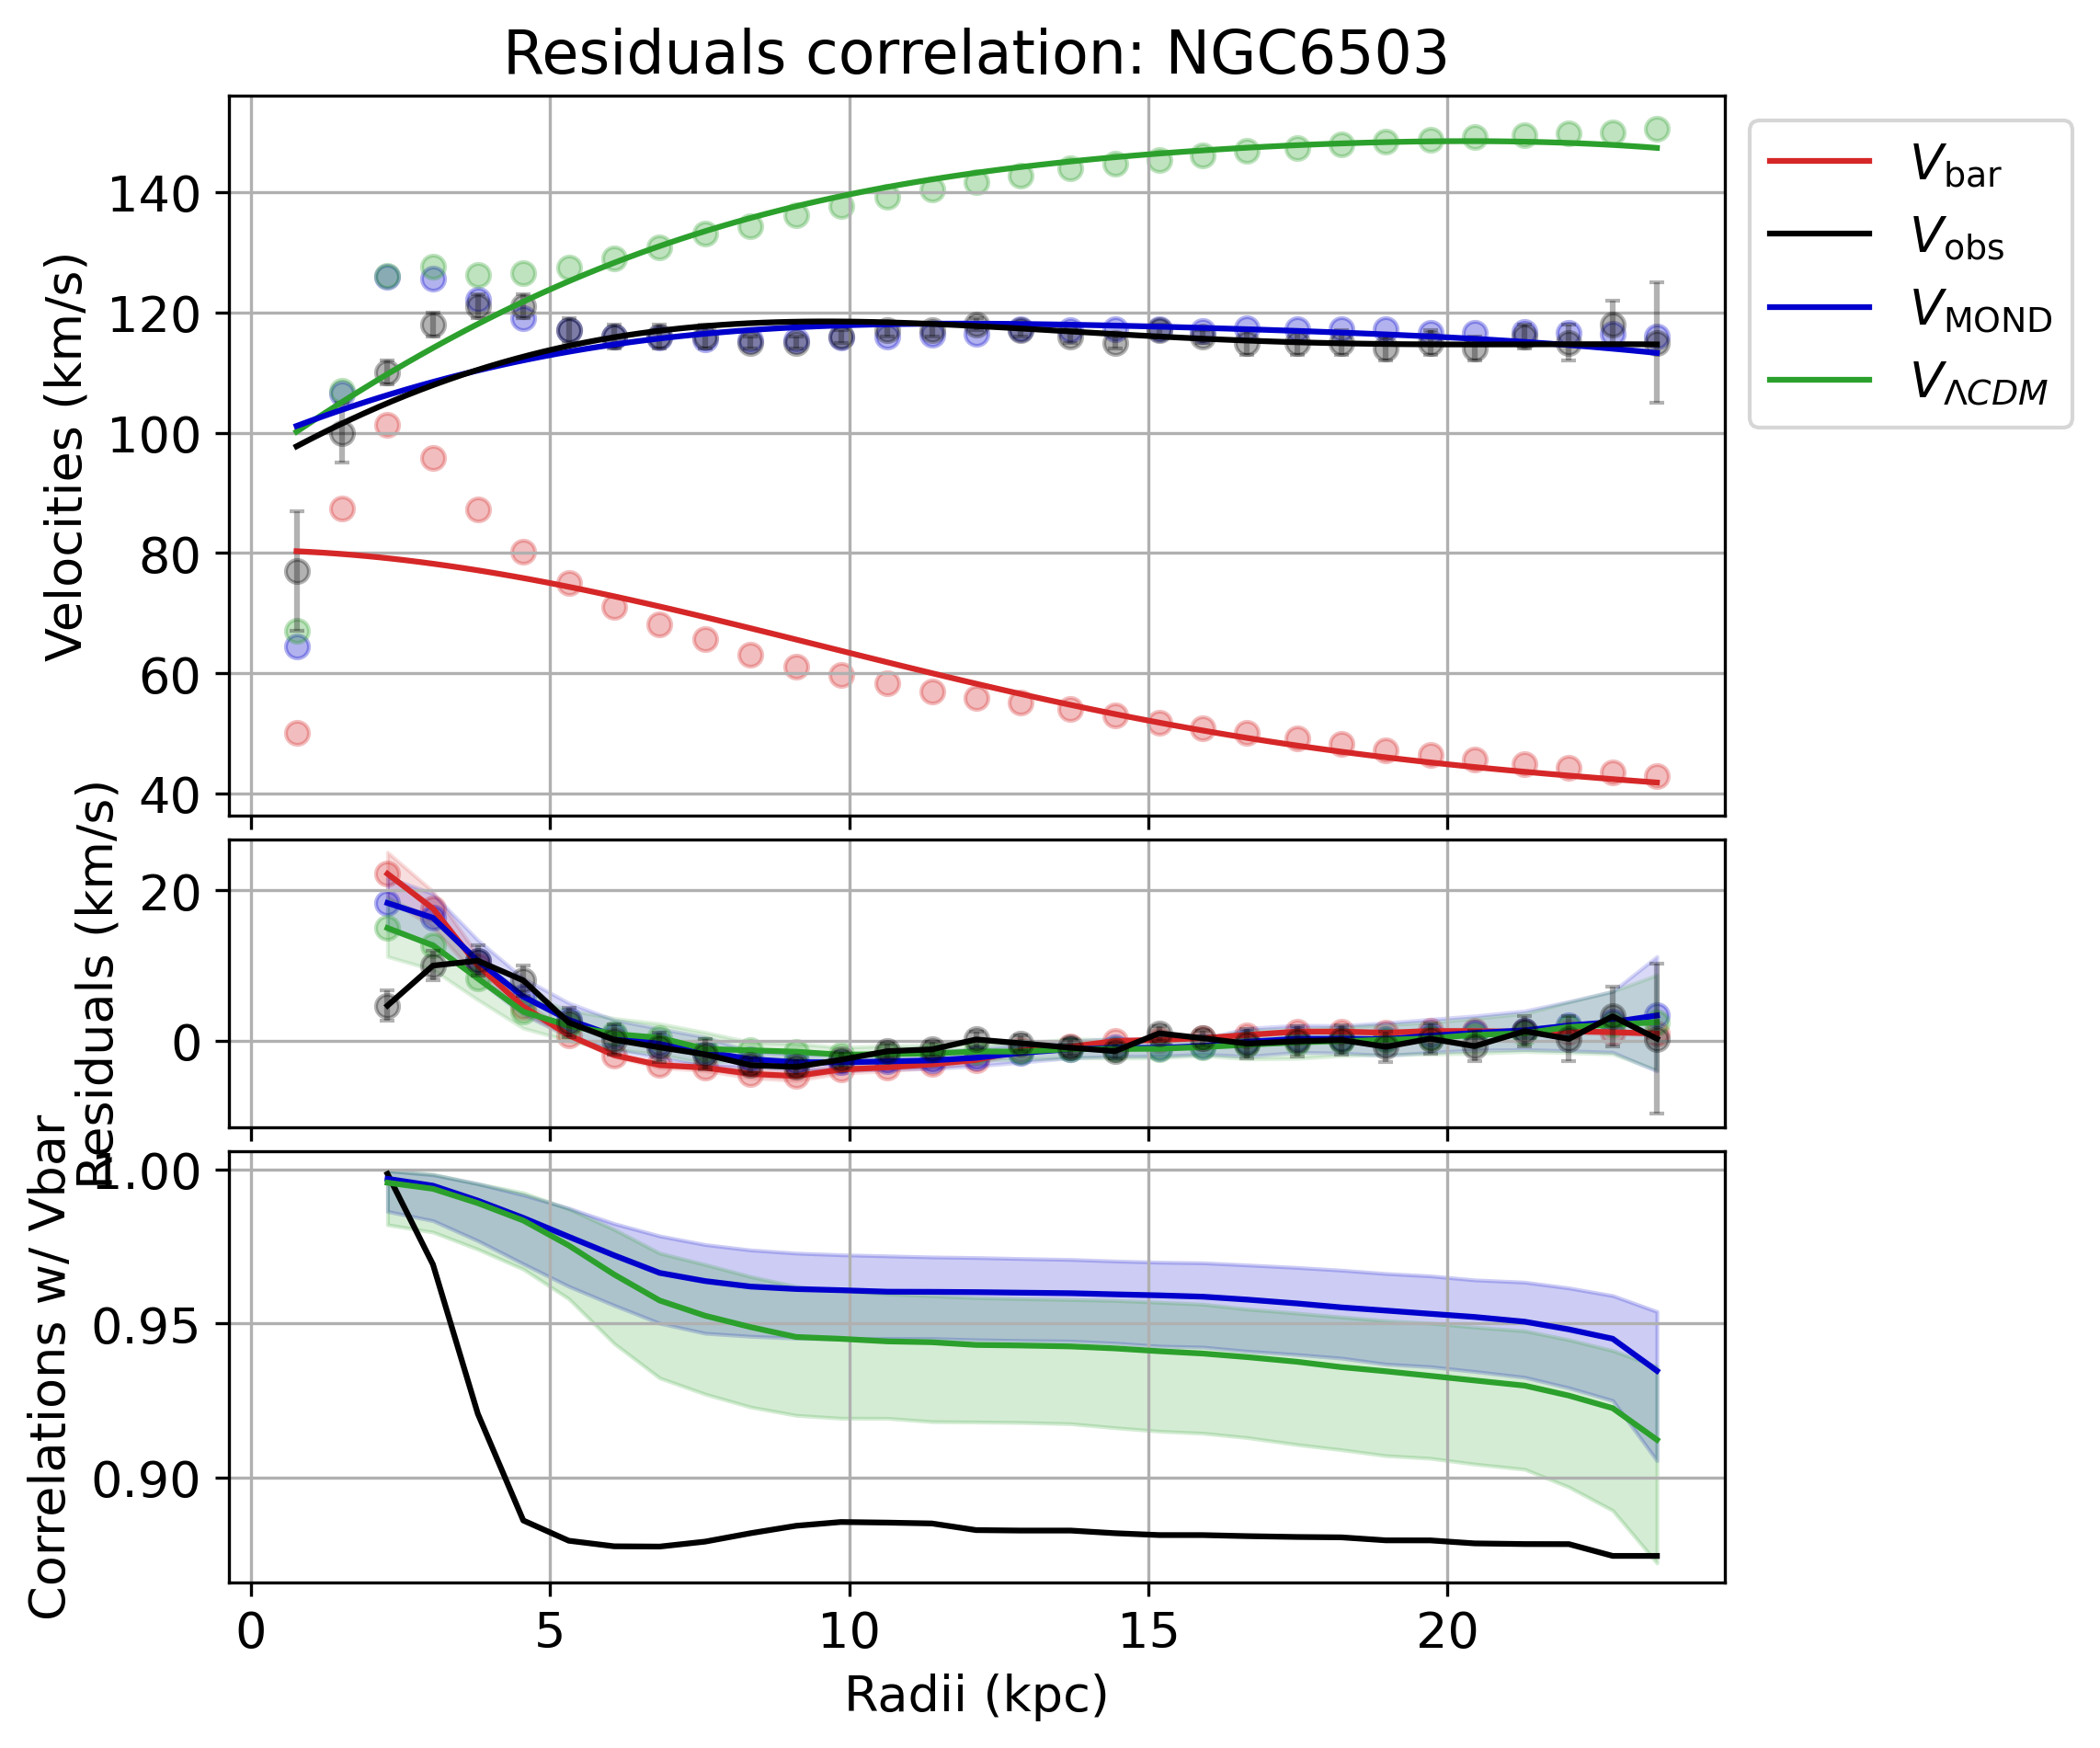 Residuals correlation: NGC6503
Velocities (km/s)
140
120
100
80
60
40
V_bar
V_obs
V_MOND
V_ΛCDM
Residuals (km/s)
20
0
Correlations w/ Vbar
1.00
0.95
0.90
0 5 10 15 20
Radii (kpc)